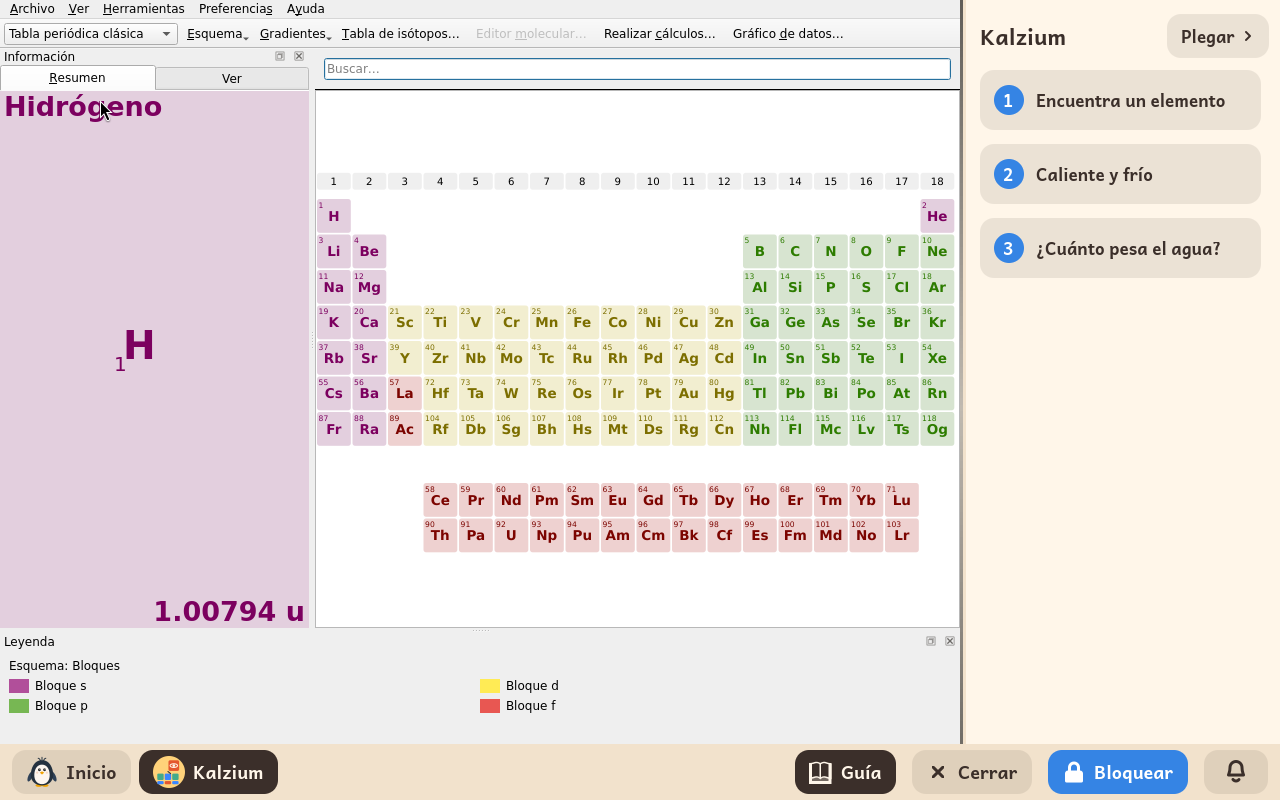 Archivo Ver Herramientas Preferencias Ayuda
Tabla periódica clásica Esquema Gradientes Tabla de isótopos... Editor molecular... Realizar cálculos... Gráfico de datos...
Información
Resumen Ver
Buscar...
Hidrógeno
1 H
1.00794 u
1 2 3 4 5 6 7 8 9 10 11 12 13 14 15 16 17 18
1 H 2 He
3 Li 4 Be 5 B 6 C 7 N 8 O 9 F 10 Ne
11 Na 12 Mg 13 Al 14 Si 15 P 16 S 17 Cl 18 Ar
19 K 20 Ca 21 Sc 22 Ti 23 V 24 Cr 25 Mn 26 Fe 27 Co 28 Ni 29 Cu 30 Zn 31 Ga 32 Ge 33 As 34 Se 35 Br 36 Kr
37 Rb 38 Sr 39 Y 40 Zr 41 Nb 42 Mo 43 Tc 44 Ru 45 Rh 46 Pd 47 Ag 48 Cd 49 In 50 Sn 51 Sb 52 Te 53 I 54 Xe
55 Cs 56 Ba 57 La 72 Hf 73 Ta 74 W 75 Re 76 Os 77 Ir 78 Pt 79 Au 80 Hg 81 Tl 82 Pb 83 Bi 84 Po 85 At 86 Rn
87 Fr 88 Ra 89 Ac 104 Rf 105 Db 106 Sg 107 Bh 108 Hs 109 Mt 110 Ds 111 Rg 112 Cn 113 Nh 114 Fl 115 Mc 116 Lv 117 Ts 118 Og
58 Ce 59 Pr 60 Nd 61 Pm 62 Sm 63 Eu 64 Gd 65 Tb 66 Dy 67 Ho 68 Er 69 Tm 70 Yb 71 Lu
90 Th 91 Pa 92 U 93 Np 94 Pu 95 Am 96 Cm 97 Bk 98 Cf 99 Es 100 Fm 101 Md 102 No 103 Lr
Leyenda
Esquema: Bloques
Bloque s Bloque d
Bloque p Bloque f
Kalzium Plegar
1 Encuentra un elemento
2 Caliente y frío
3 ¿Cuánto pesa el agua?
Inicio Kalzium Guía Cerrar Bloquear